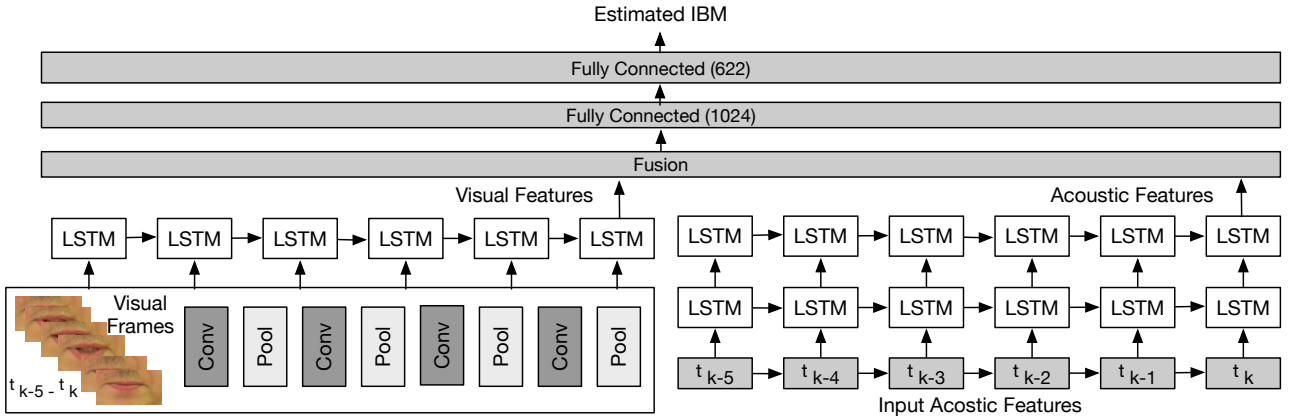 Estimated IBM
Fully Connected (622)
Fully Connected (1024)
Fusion
Visual Features
Acoustic Features
LSTM LSTM LSTM LSTM LSTM LSTM
LSTM LSTM LSTM LSTM LSTM LSTM
Visual
Frames
Conv Pool Conv Pool Conv Pool Conv Pool
t k-5 - t k
LSTM LSTM LSTM LSTM LSTM LSTM
t k-5 t k-4 t k-3 t k-2 t k-1 t k
Input Acostic Features